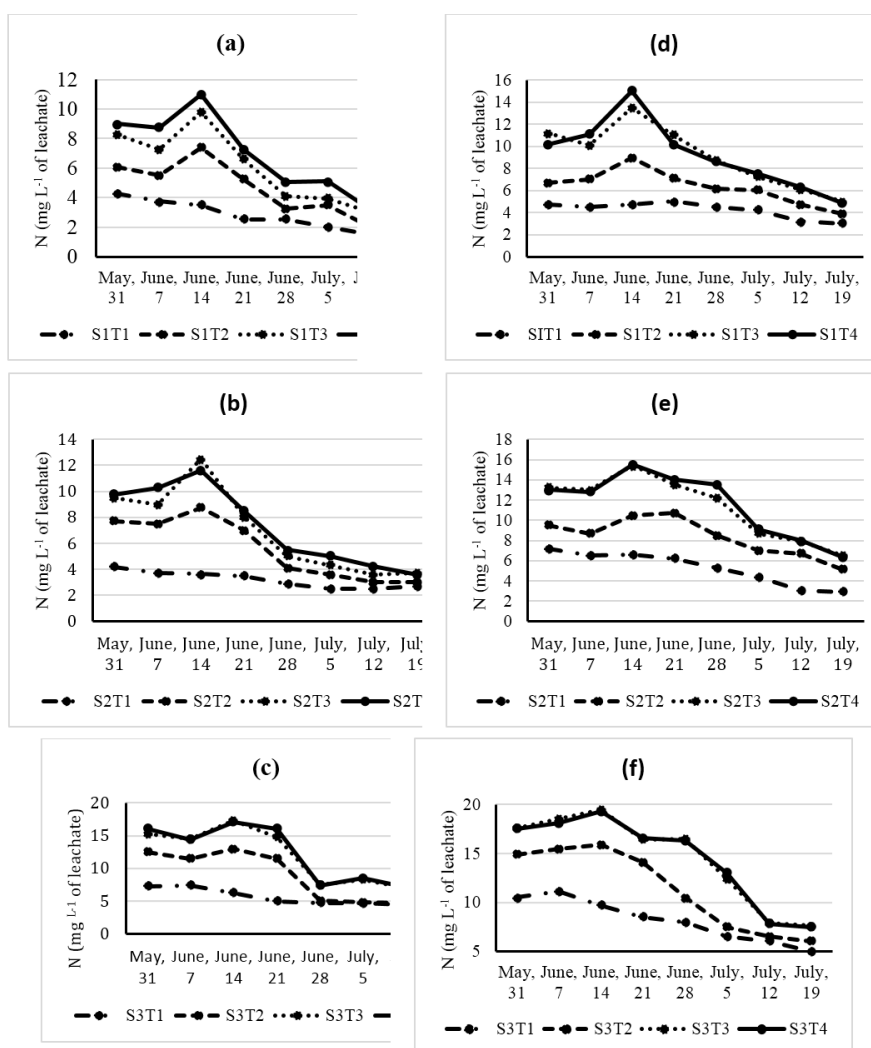 (a)
N (mg L-1 of leachate)
12
10
8
6
4
2
0
May, June, June, June, June, July,
31 7 14 21 28 5
S1T1 S1T2 S1T3
(d)
N (mg L-1 of leachate)
16
14
12
10
8
6
4
2
0
May, June, June, June, June, July, July, July,
31 7 14 21 28 5 12 19
SIT1 S1T2 S1T3 S1T4
(b)
N (mg L-1 of leachate)
14
12
10
8
6
4
2
0
May, June, June, June, June, July, July, July
31 7 14 21 28 5 12 19
S2T1 S2T2 S2T3 S2T
(e)
N (mg L-1 of leachate)
18
16
14
12
10
8
6
4
2
0
May, June, June, June, June, July, July, July,
31 7 14 21 28 5 12 19
S2T1 S2T2 S2T3 S2T4
(c)
N (mg L-1 of leachate)
20
15
10
5
0
May, June, June, June, June, July,
31 7 14 21 28 5
S3T1 S3T2 S3T3
(f)
N (mg L-1 of leachate)
20
15
10
5
May, June, June, June, June, July, July, July,
31 7 14 21 28 5 12 19
S3T1 S3T2 S3T3 S3T4